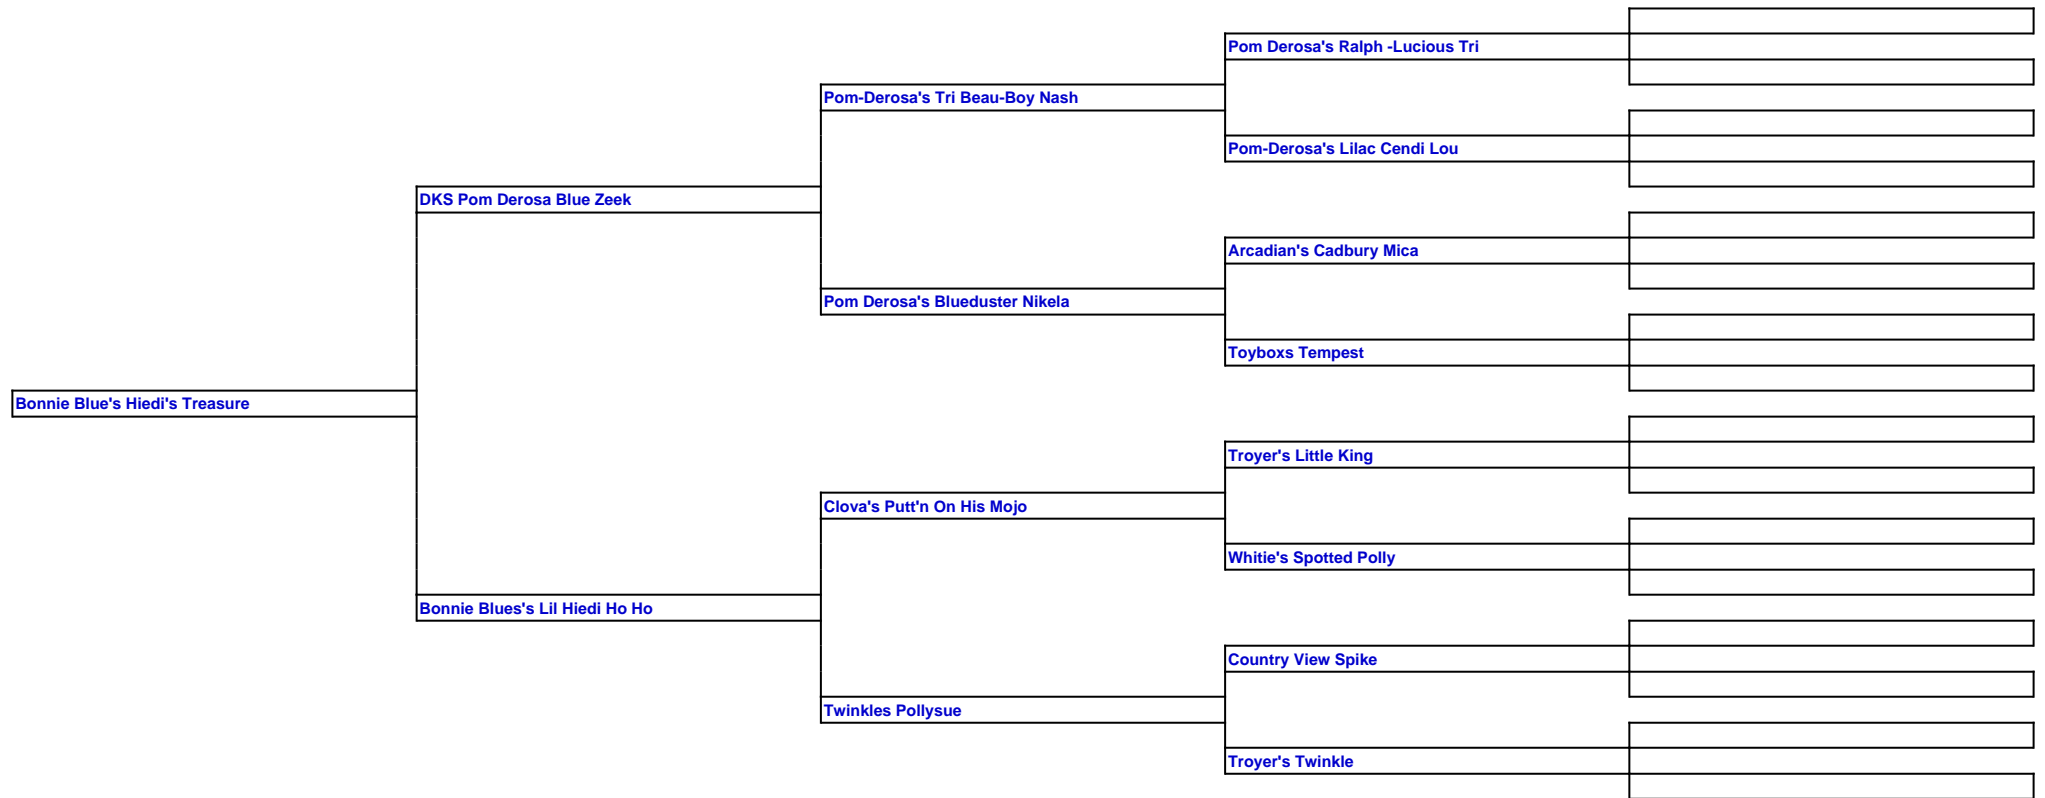 Pom Derosa's Ralph -Lucious Tri
Pom-Derosa's Tri Beau-Boy Nash
Pom-Derosa's Lilac Cendi Lou
DKS Pom Derosa Blue Zeek
Arcadian's Cadbury Mica
Pom Derosa's Blueduster Nikela
Toyboxs Tempest
Bonnie Blue's Hiedi's Treasure
Troyer's Little King
Clova's Putt'n On His Mojo
Whitie's Spotted Polly
Bonnie Blues's Lil Hiedi Ho Ho
Country View Spike
Twinkles Pollysue
Troyer's Twinkle